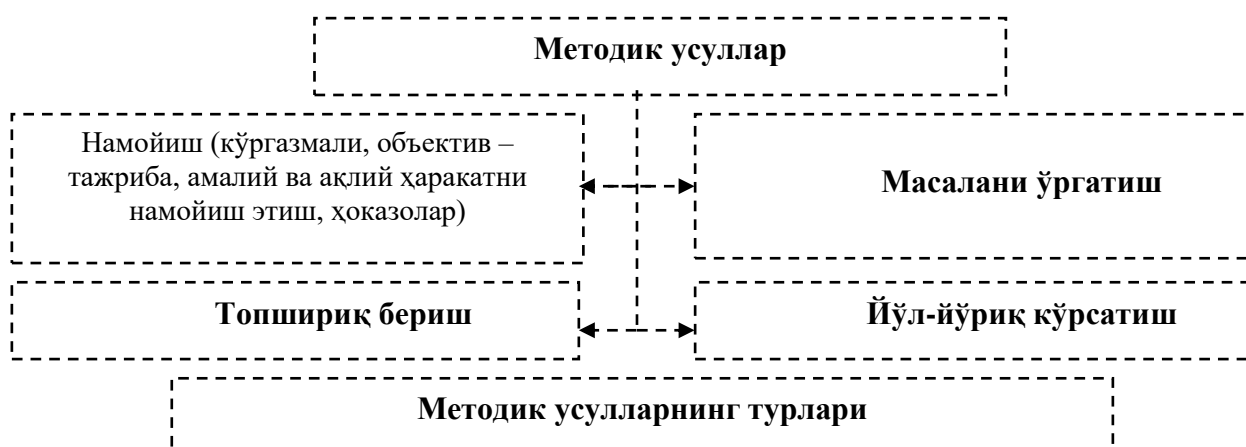 Методик усуллар
Намойиш (кўргазмали, объектив –
тажриба, амалий ва ақлий ҳаракатни
намойиш этиш, ҳоказолар)
Масалани ўргатиш
Топшириқ бериш
Йўл-йўриқ кўрсатиш
Методик усулларнинг турлари